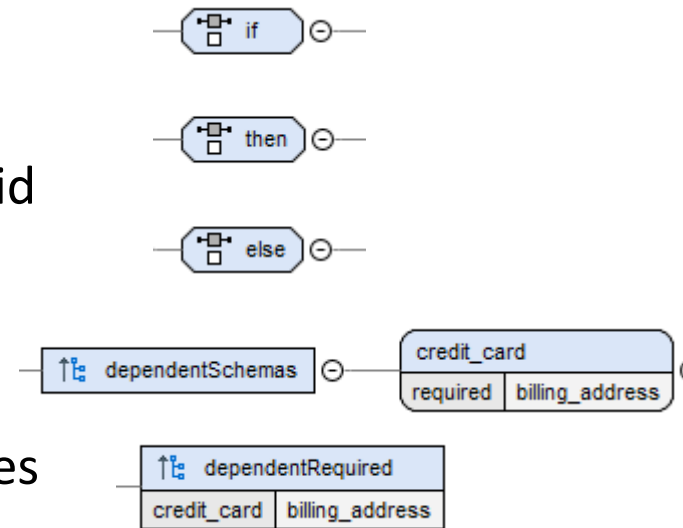 if
then
id
else
dependentSchemas
credit_card
required billing_address
es
dependentRequired
credit_card billing_address